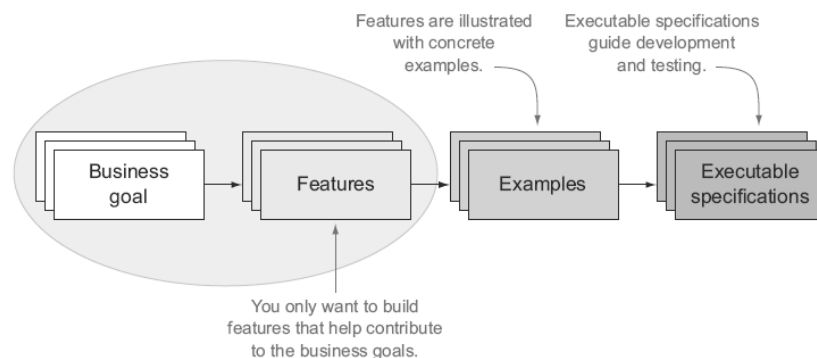 Features are illustrated
with concrete
examples.
Executable specifications
guide development
and testing.
Business
goal
Features
Examples
Executable
specifications
You only want to build
features that help contribute
to the business goals.